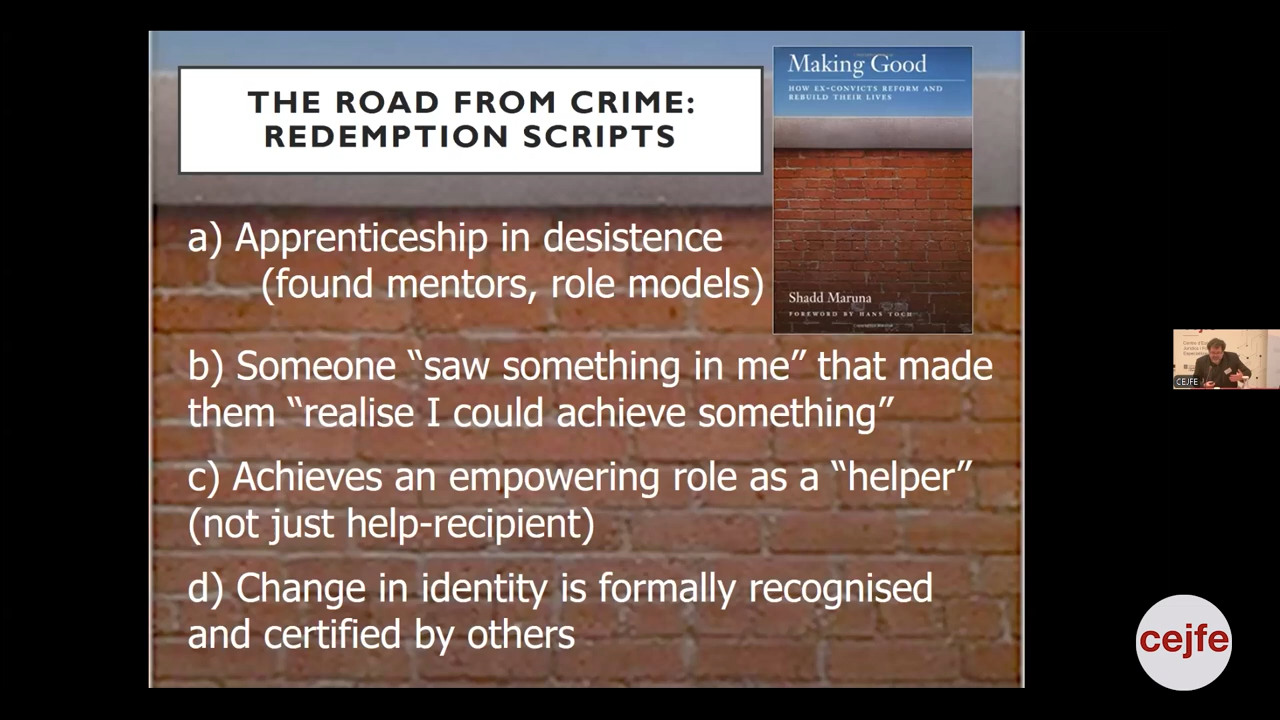 THE ROAD FROM CRIME:
REDEMPTION SCRIPTS
Making Good
HOW EX-CONVICTS REFORM AND
REBUILD THEIR LIVES
Shadd Maruna
FOREWORD BY HANS TOCH
a) Apprenticeship in desistence
(found mentors, role models)
b) Someone “saw something in me” that made
them “realise I could achieve something”
c) Achieves an empowering role as a “helper”
(not just help-recipient)
d) Change in identity is formally recognised
and certified by others
CEJFE
cejfe